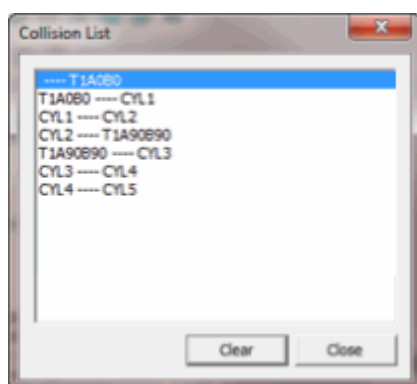 Collision List
---- T1A0B0
T1A0B0 ---- CYL1
CYL1 ---- CYL2
CYL2 ---- T1A90B90
T1A90B90 ---- CYL3
CYL3 ---- CYL4
CYL4 ---- CYL5
Clear
Close